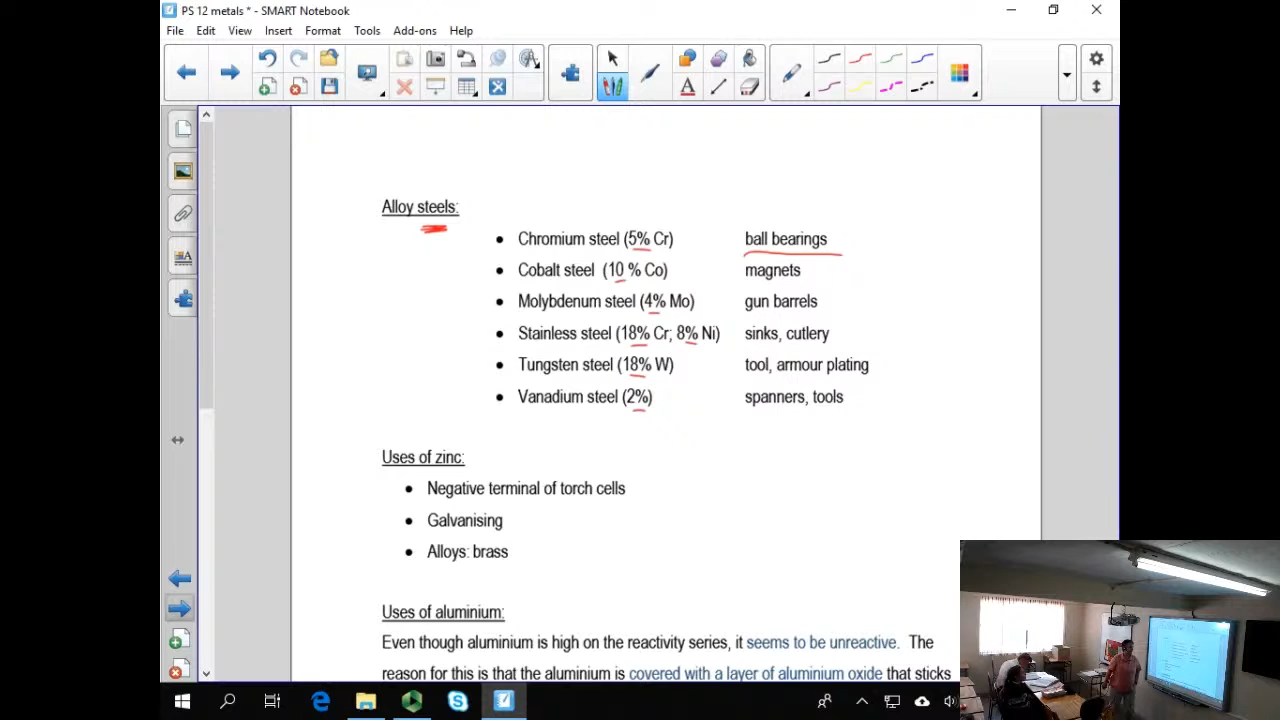 PS 12 metals * - SMART Notebook
File Edit View Insert Format Tools Add-ons Help
Alloy steels:
• Chromium steel (5% Cr) ball bearings
• Cobalt steel (10 % Co) magnets
• Molybdenum steel (4% Mo) gun barrels
• Stainless steel (18% Cr; 8% Ni) sinks, cutlery
• Tungsten steel (18% W) tool, armour plating
• Vanadium steel (2%) spanners, tools
Uses of zinc:
• Negative terminal of torch cells
• Galvanising
• Alloys: brass
Uses of aluminium:
Even though aluminium is high on the reactivity series, it seems to be unreactive. The
reason for this is that the aluminium is covered with a layer of aluminium oxide that sticks